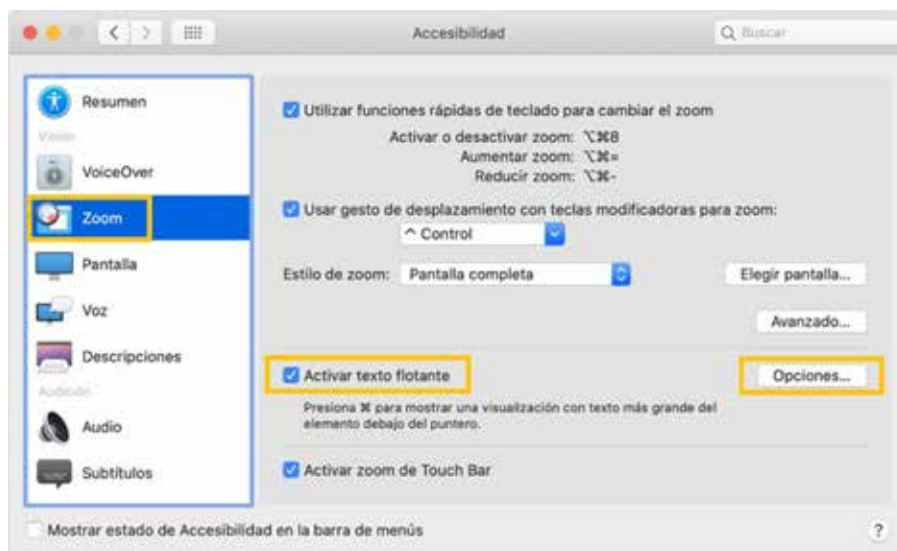 Accesibilidad
Buscar
Resumen
Visión
VoiceOver
Zoom
Pantalla
Voz
Descripciones
Audición
Audio
Subtítulos
Utilizar funciones rápidas de teclado para cambiar el zoom
Activar o desactivar zoom: ⌥⌘8
Aumentar zoom: ⌥⌘=
Reducir zoom: ⌥⌘-
Usar gesto de desplazamiento con teclas modificadoras para zoom:
^ Control
Estilo de zoom: Pantalla completa
Elegir pantalla...
Avanzado...
Activar texto flotante
Opciones...
Presiona ⌘ para mostrar una visualización con texto más grande del
elemento debajo del puntero.
Activar zoom de Touch Bar
Mostrar estado de Accesibilidad en la barra de menús
?